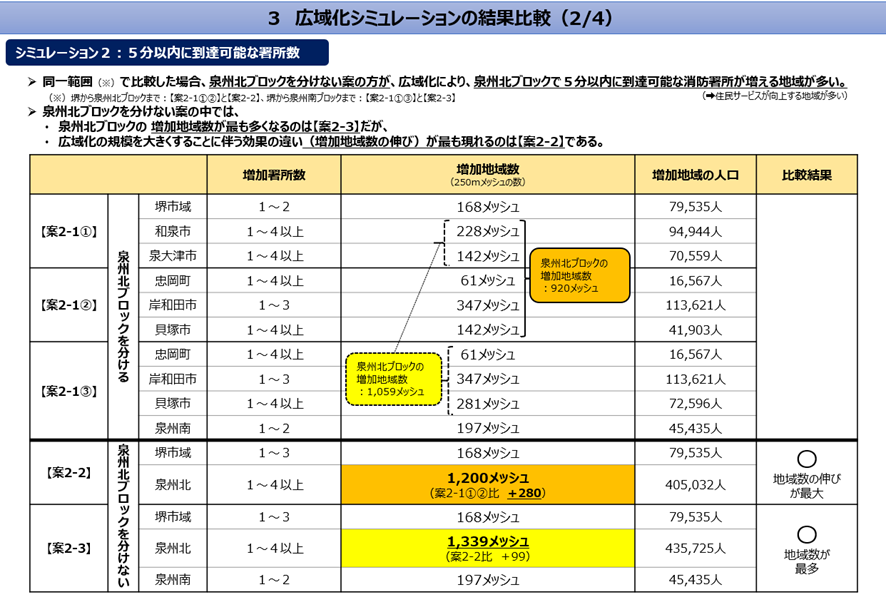 3 広域化シミュレーションの結果比較（2/4）
シミュレーション２：５分以内に到達可能な署所数
➢ 同一範囲（※）で比較した場合、泉州北ブロックを分けない案の方が、広域化により、泉州北ブロックで５分以内に到達可能な消防署所が増える地域が多い。
（※）堺から泉州北ブロックまで：【案2-1①②】と【案2-2】、堺から泉州南ブロックまで：【案2-1①③】と【案2-3】
（➡住民サービスが向上する地域が多い）
➢ 泉州北ブロックを分けない案の中では、
・ 泉州北ブロックの 増加地域数が最も多くなるのは【案2-3】だが、
・ 広域化の規模を大きくすることに伴う効果の違い（増加地域数の伸び）が最も現れるのは【案2-2】である。
増加署所数 増加地域数 増加地域の人口 比較結果
（250mメッシュの数）
【案2-1①】
泉州北ブロックを分ける
堺市域 1～2 168メッシュ 79,535人
和泉市 1～4以上 228メッシュ 94,944人
泉大津市 1～4以上 142メッシュ 70,559人
【案2-1②】
忠岡町 1～4以上 61メッシュ 16,567人
岸和田市 1～3 347メッシュ 113,621人
貝塚市 1～4以上 142メッシュ 41,903人
泉州北ブロックの
増加地域数
：920メッシュ
【案2-1③】
忠岡町 1～4以上 61メッシュ 16,567人
岸和田市 1～3 347メッシュ 113,621人
貝塚市 1～4以上 281メッシュ 72,596人
泉州南 1～2 197メッシュ 45,435人
泉州北ブロックの
増加地域数
：1,059メッシュ
【案2-2】
泉州北ブロックを分けない
堺市域 1～3 168メッシュ 79,535人
泉州北 1～4以上 1,200メッシュ 405,032人
（案2-1①②比 +280）
○
地域数の伸び
が最大
【案2-3】
堺市域 1～3 168メッシュ 79,535人
泉州北 1～4以上 1,339メッシュ 435,725人
（案2-2比 +99）
泉州南 1～2 197メッシュ 45,435人
○
地域数が
最多